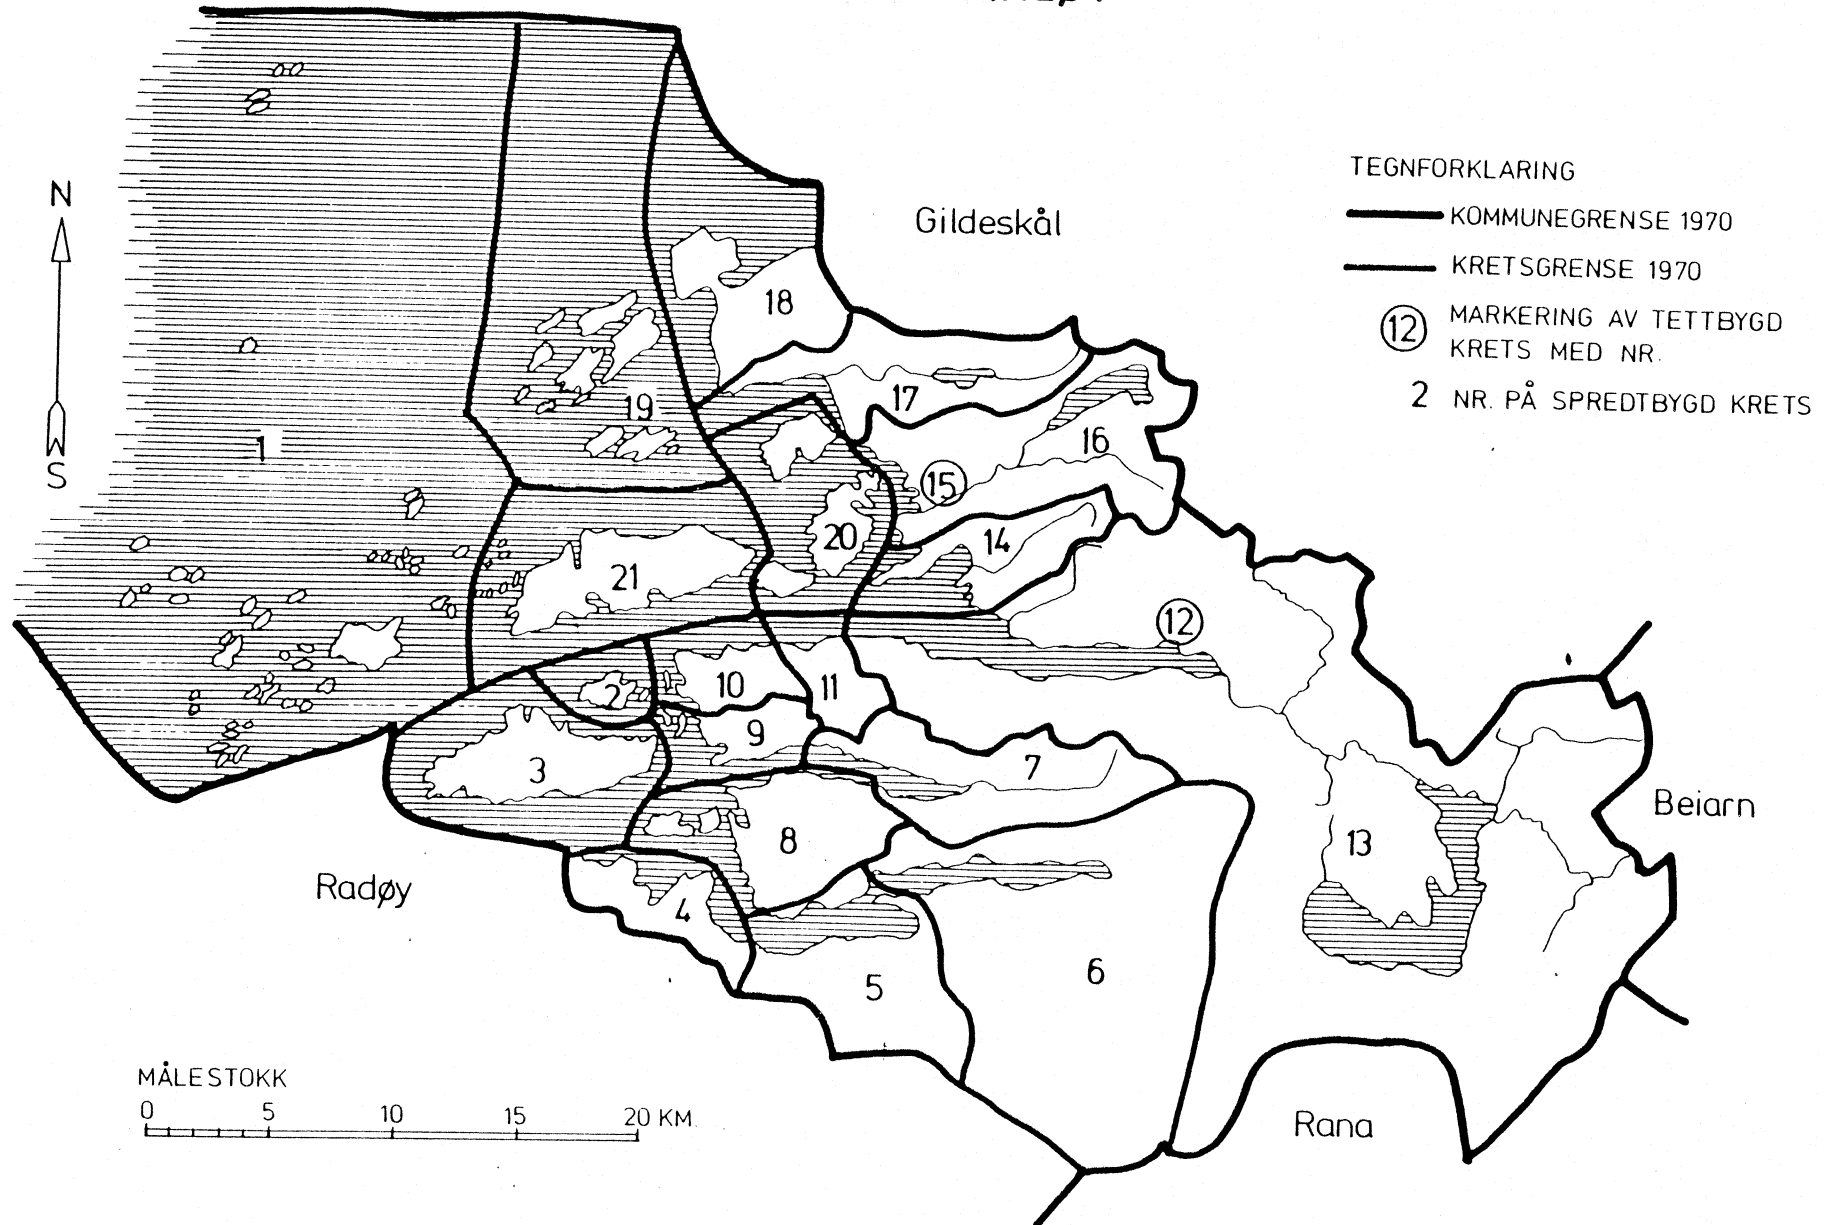 Gildeskål
TEGNFORKLARING
KOMMUNEGRENSE 1970
KRETSGRENSE 1970
12 MARKERING AV TETTBYGD
KRETS MED NR.
2 NR. PÅ SPREDTBYGD KRETS
N
S
18
17
19
1
16
15
20
14
21
12
2
10
11
9
3
7
8
13
Beiarn
Radøy
4
5
6
Rana
MÅLESTOKK
0 5 10 15 20 KM